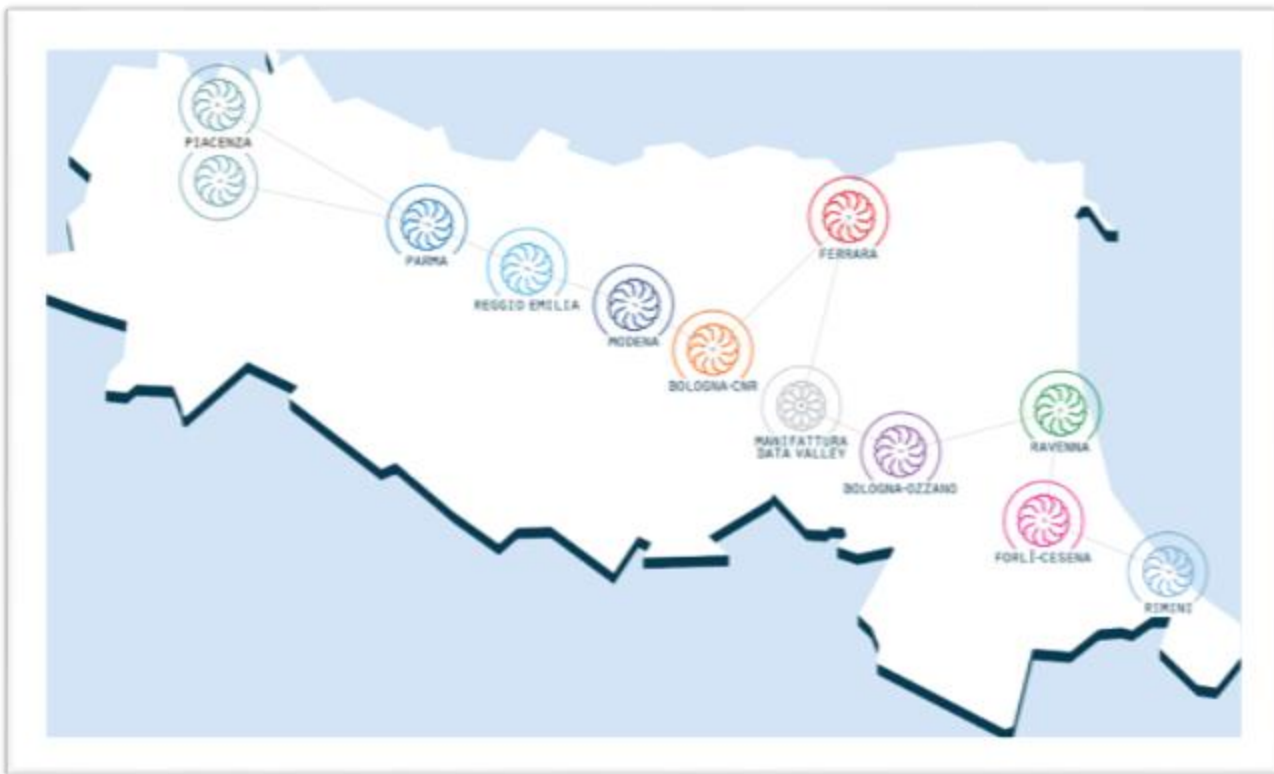 PIACENZA
PARMA
REGGIO EMILIA
MODENA
BOLOGNA-CNR
FERRARA
MANIFATTURA
DATA VALLEY
BOLOGNA-OZZANO
RAVENNA
FORLÌ-CESENA
RIMINI